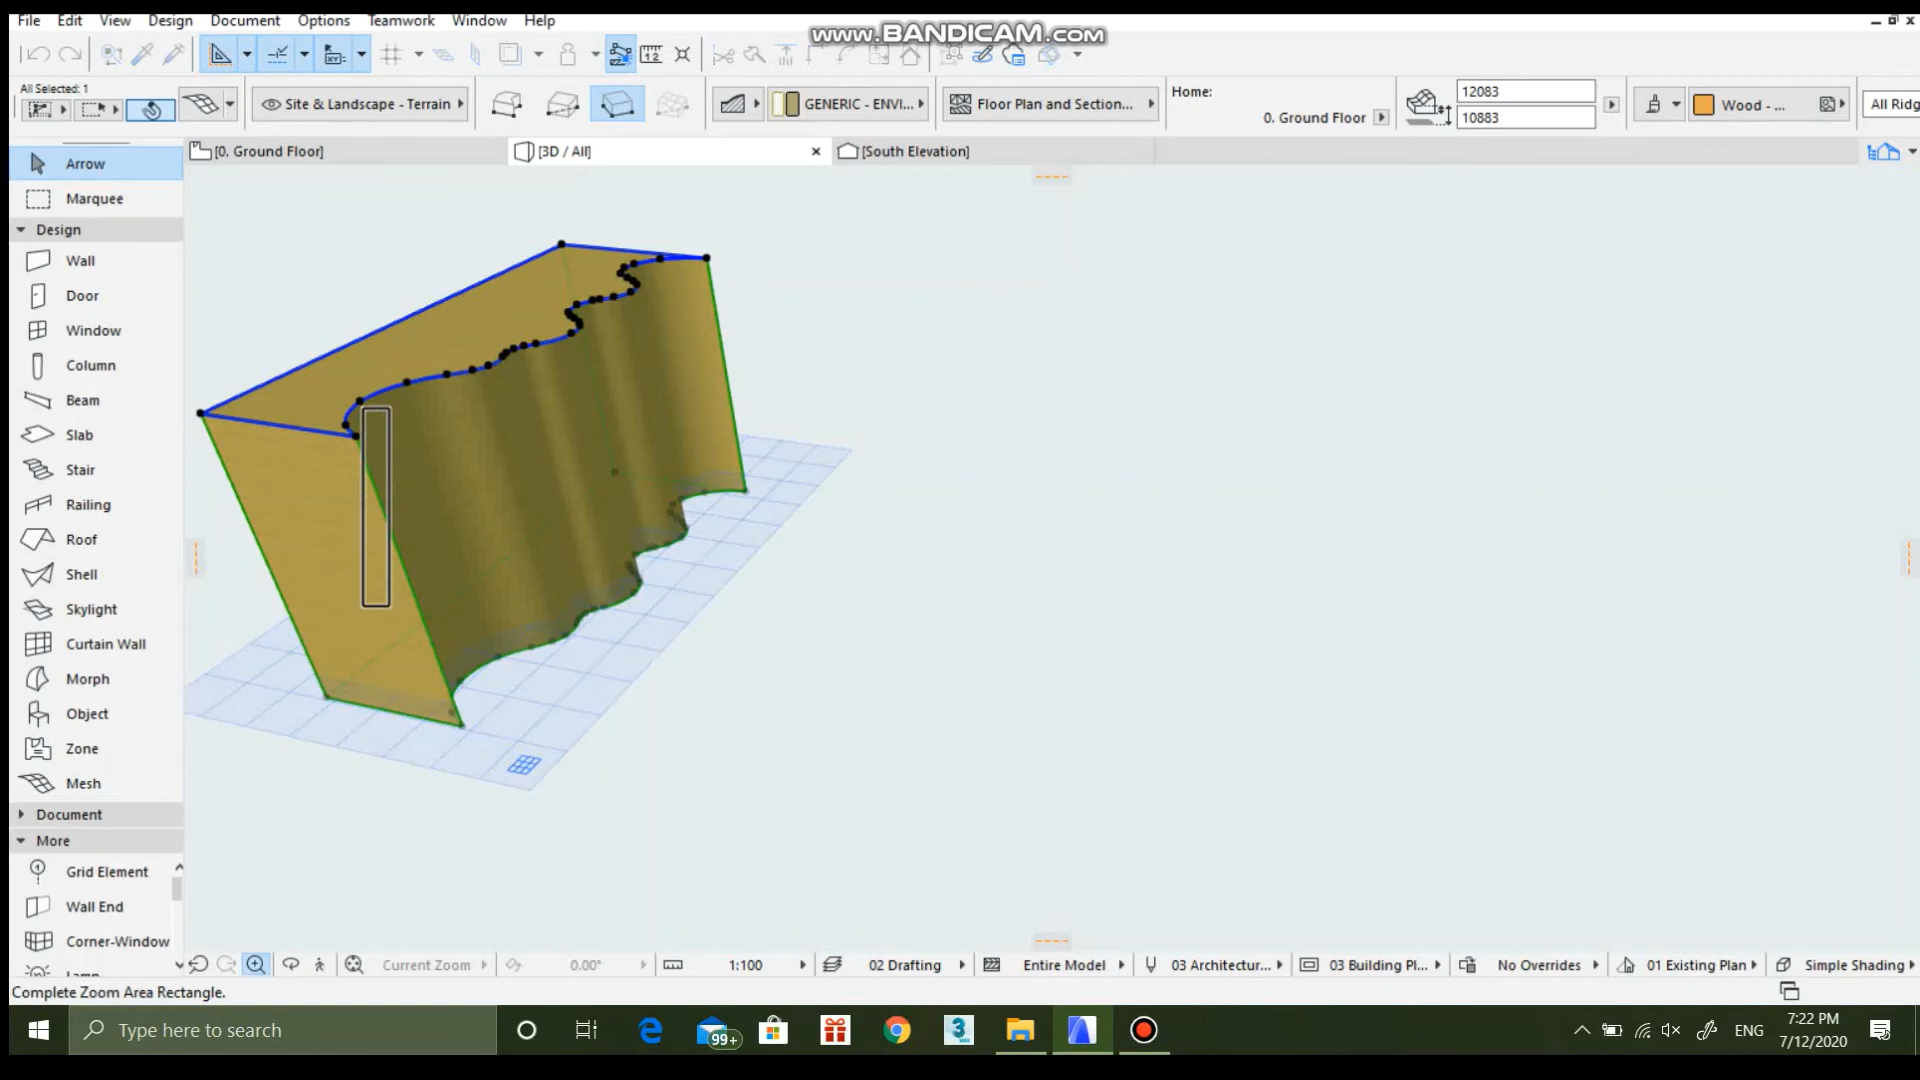 File Edit View Design Document Options Teamwork Window Help
www.BANDICAM.com
All Selected: 1
Site & Landscape - Terrain
GENERIC - ENVI...
Floor Plan and Section...
Home:
0. Ground Floor
12083
10883
Wood - ...
All Ridg
[0. Ground Floor]
[3D / All]
[South Elevation]
Arrow
Marquee
Design
Wall
Door
Window
Column
Beam
Slab
Stair
Railing
Roof
Shell
Skylight
Curtain Wall
Morph
Object
Zone
Mesh
Document
More
Grid Element
Wall End
Corner-Window
Lamp
Current Zoom
0.00°
1:100
02 Drafting
Entire Model
03 Architectur...
03 Building Pl...
No Overrides
01 Existing Plan
Simple Shading
Complete Zoom Area Rectangle.
Type here to search
99+
ENG
7:22 PM
7/12/2020